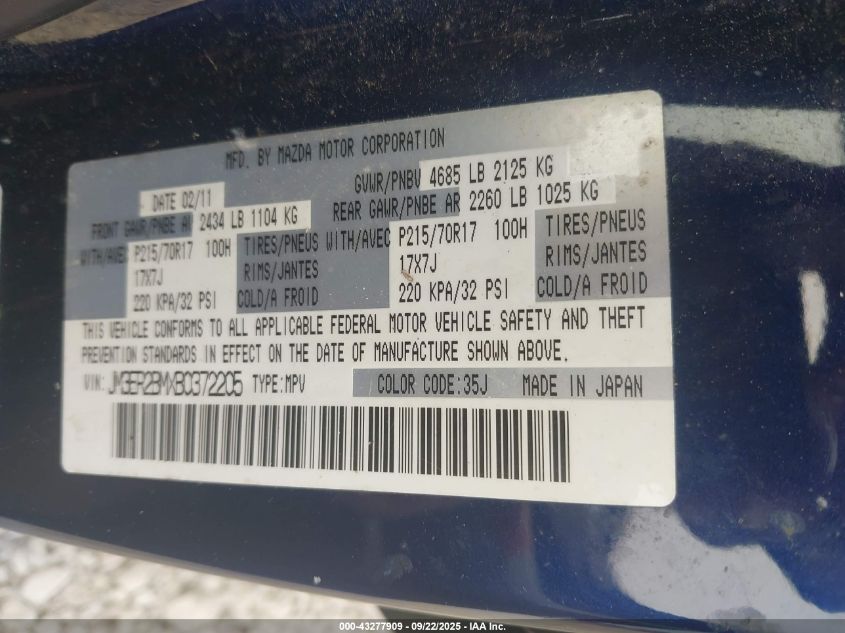 MFD. BY MAZDA MOTOR CORPORATION
DATE 02/11 GVWR/PNBV 4685 LB 2125 KG
FRONT GAWR/PNBE AV 2434 LB 1104 KG REAR GAWR/PNBE AR 2260 LB 1025 KG
WITH/AVEC P215/70R17 100H TIRES/PNEUS WITH/AVEC P215/70R17 100H TIRES/PNEUS
17X7J RIMS/JANTES 17X7J RIMS/JANTES
220 KPA/32 PSI COLD/A FROID 220 KPA/32 PSI COLD/A FROID
THIS VEHICLE CONFORMS TO ALL APPLICABLE FEDERAL MOTOR VEHICLE SAFETY AND THEFT
PREVENTION STANDARDS IN EFFECT ON THE DATE OF MANUFACTURE SHOWN ABOVE.
VIN: JM3ER2BMXB0372205 TYPE:MPV COLOR CODE:35J MADE IN JAPAN
000-43277909 - 09/22/2025 - IAA Inc.